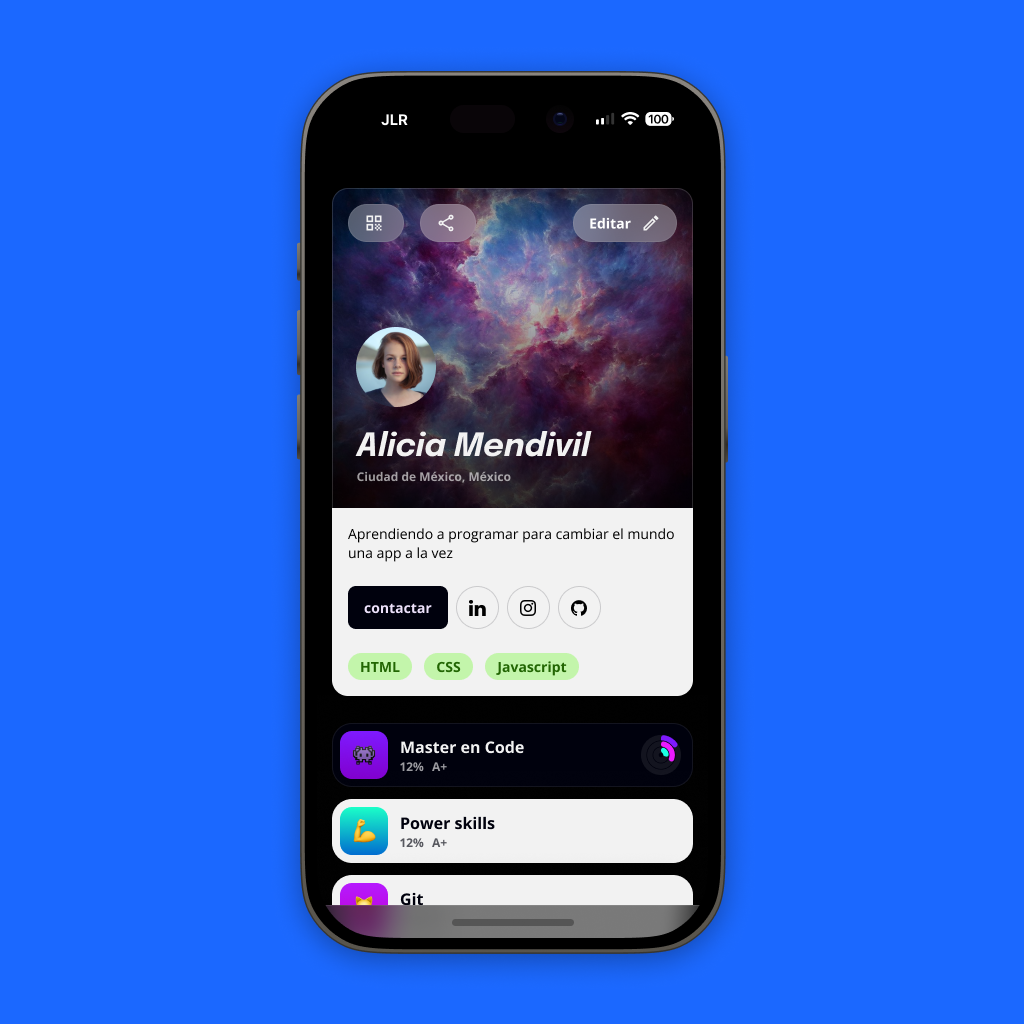 JLR
100
Editar
Alicia Mendivil
Ciudad de México, México
Aprendiendo a programar para cambiar el mundo
una app a la vez
contactar
in
HTML
CSS
Javascript
Master en Code
12% A+
Power skills
12% A+
Git